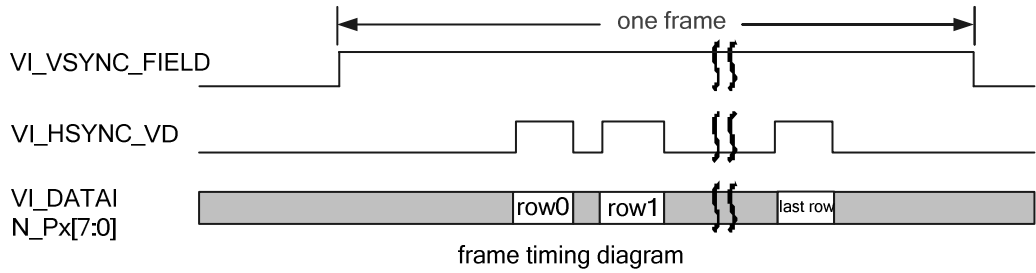 one frame
VI_VSYNC_FIELD
VI_HSYNC_VD
VI_DATAI
N_Px[7:0]
row0 row1 last row
frame timing diagram